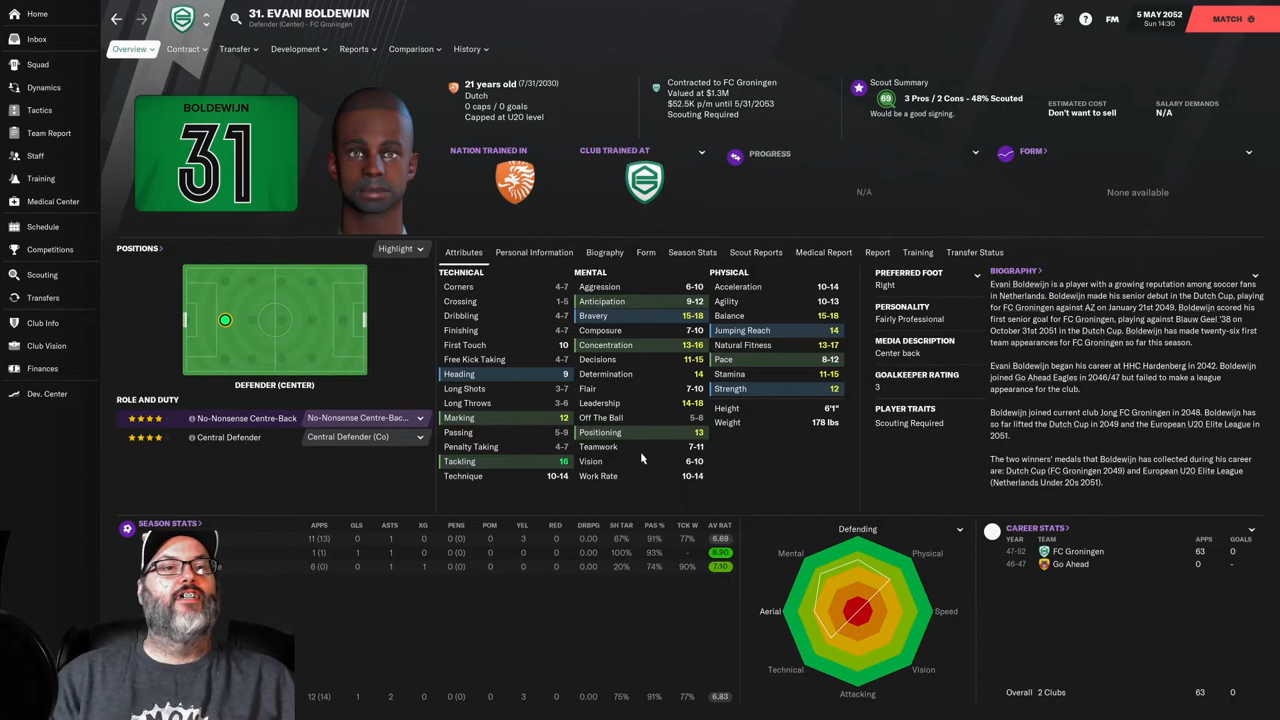 Home
Inbox
Squad
Dynamics
Tactics
Team Report
Staff
Training
Medical Center
Schedule
Competitions
Scouting
Transfers
Club Info
Club Vision
Finances
Dev. Center
31. EVANI BOLDEWIJN
Defender (Center) - FC Groningen
FM
5 MAY 2052
Sun 14:30
MATCH
Overview
Contract
Transfer
Development
Reports
Comparison
History
BOLDEWIJN
31
21 years old (7/31/2030)
Dutch
0 caps / 0 goals
Capped at U20 level
Contracted to FC Groningen
Valued at $1.3M
$52.5K p/m until 5/31/2053
Scouting Required
Scout Summary
69
3 Pros / 2 Cons - 48% Scouted
Would be a good signing.
ESTIMATED COST
Don't want to sell
SALARY DEMANDS
N/A
NATION TRAINED IN
CLUB TRAINED AT
PROGRESS
N/A
FORM
None available
POSITIONS
Highlight
DEFENDER (CENTER)
ROLE AND DUTY
No-Nonsense Centre-Back
No-Nonsense Centre-Bac...
Central Defender
Central Defender (Co)
Attributes
Personal Information
Biography
Form
Season Stats
Scout Reports
Medical Report
Report
Training
Transfer Status
TECHNICAL
Corners 4-7
Crossing 1-5
Dribbling 4-7
Finishing 4-7
First Touch 10
Free Kick Taking 4-7
Heading 9
Long Shots 3-7
Long Throws 3-6
Marking 12
Passing 5-9
Penalty Taking 4-7
Tackling 16
Technique 10-14
MENTAL
Aggression 6-10
Anticipation 9-12
Bravery 15-18
Composure 7-10
Concentration 13-16
Decisions 11-15
Determination 14
Flair 7-10
Leadership 14-18
Off The Ball 5-8
Positioning 13
Teamwork 7-11
Vision 6-10
Work Rate 10-14
PHYSICAL
Acceleration 10-14
Agility 10-13
Balance 15-18
Jumping Reach 14
Natural Fitness 13-17
Pace 8-12
Stamina 11-15
Strength 12
Height 6'1"
Weight 178 lbs
PREFERRED FOOT
Right
PERSONALITY
Fairly Professional
MEDIA DESCRIPTION
Center back
GOALKEEPER RATING
3
PLAYER TRAITS
Scouting Required
BIOGRAPHY
Evani Boldewijn is a player with a growing reputation among soccer fans
in Netherlands. Boldewijn made his senior debut in the Dutch Cup, playing
for FC Groningen against AZ on January 21st 2049. Boldewijn scored his
first senior goal for FC Groningen, playing against Blauw Geel '38 on
October 31st 2051 in the Dutch Cup. Boldewijn has made twenty-six first
team appearances for FC Groningen so far this season.
Evani Boldewijn began his career at HHC Hardenberg in 2042. Boldewijn
joined Go Ahead Eagles in 2046/47 but failed to make a league
appearance for the club.
Boldewijn joined current club Jong FC Groningen in 2048. Boldewijn has
so far lifted the Dutch Cup in 2049 and the European U20 Elite League in
2051.
The two winners' medals that Boldewijn has collected during his career
are: Dutch Cup (FC Groningen 2049) and European U20 Elite League
(Netherlands Under 20s 2051).
SEASON STATS
APPS GLS ASTS XG PENS POM YEL RED DRBPG SH TAR PAS % TCK W AV RAT
11 (13) 0 1 0 0 (0) 0 3 0 0.00 67% 91% 77% 6.69
1 (1) 1 1 0 0 (0) 0 0 0 0.00 100% 93% - 8.90
6 (0) 0 1 1 0 (0) 0 0 0 0.00 20% 74% 90% 7.10
12 (14) 1 2 0 0 (0) 0 3 0 0.00 75% 91% 77% 6.83
Defending
Mental
Physical
Aerial
Speed
Technical
Vision
Attacking
CAREER STATS
YEAR TEAM APPS GOALS
47-52 FC Groningen 63 0
46-47 Go Ahead 0 -
Overall 2 Clubs 63 0